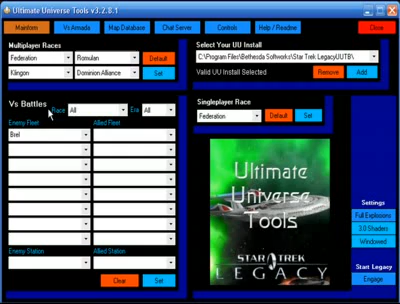 Ultimate Universe Tools v3.2.8.1
Mainform
Vs Armada
Map Database
Chat Server
Controls
Help / Readme
Close
Multiplayer Races
Federation
Romulan
Default
Klingon
Dominion Alliance
Set
Select Your UU Install
C:\Program Files\Bethesda Softworks\Star Trek LegacyUUTB\
Valid UU Install Selected
Remove
Add
Vs Battles
Race
All
Era
All
Enemy Fleet
Allied Fleet
Brel
Enemy Station
Allied Station
Clear
Set
Singleplayer Race
Federation
Default
Set
Ultimate
Universe
Tools
STAR TREK
LEGACY
Settings
Full Explosions
3.0 Shaders
Windowed
Start Legacy
Engage